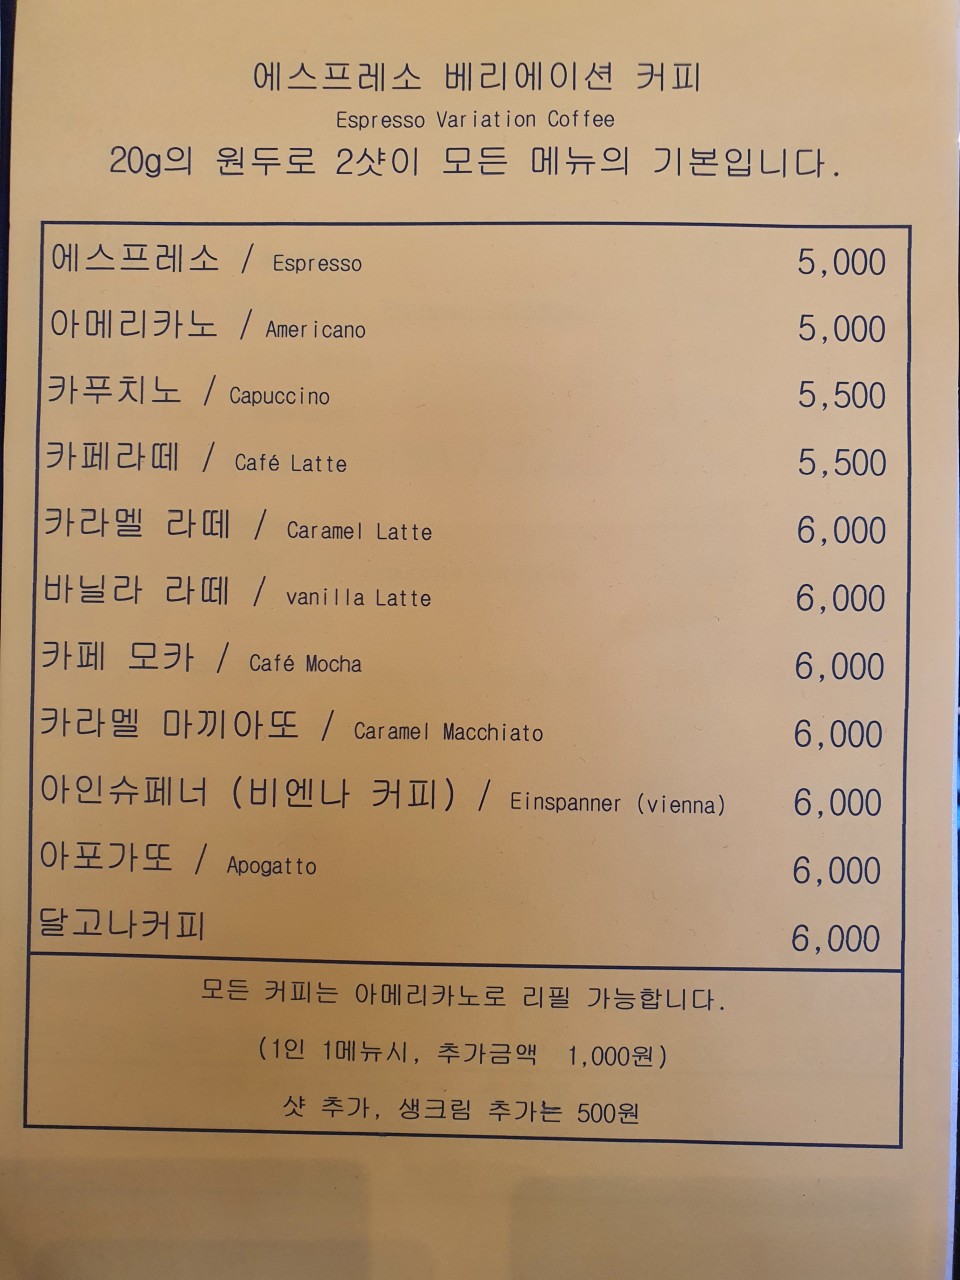 에스프레소 베리에이션 커피
Espresso Variation Coffee
20g의 원두로 2샷이 모든 메뉴의 기본입니다.
에스프레소 / Espresso 5,000
아메리카노 / Americano 5,000
카푸치노 / Capuccino 5,500
카페라떼 / Café Latte 5,500
카라멜 라떼 / Caramel Latte 6,000
바닐라 라떼 / vanilla Latte 6,000
카페 모카 / Café Mocha 6,000
카라멜 마끼아또 / Caramel Macchiato 6,000
아인슈페너 (비엔나 커피) / Einspanner (vienna) 6,000
아포가또 / Apogatto 6,000
달고나커피 6,000
모든 커피는 아메리카노로 리필 가능합니다.
(1인 1메뉴시, 추가금액 1,000원)
샷 추가, 생크림 추가는 500원